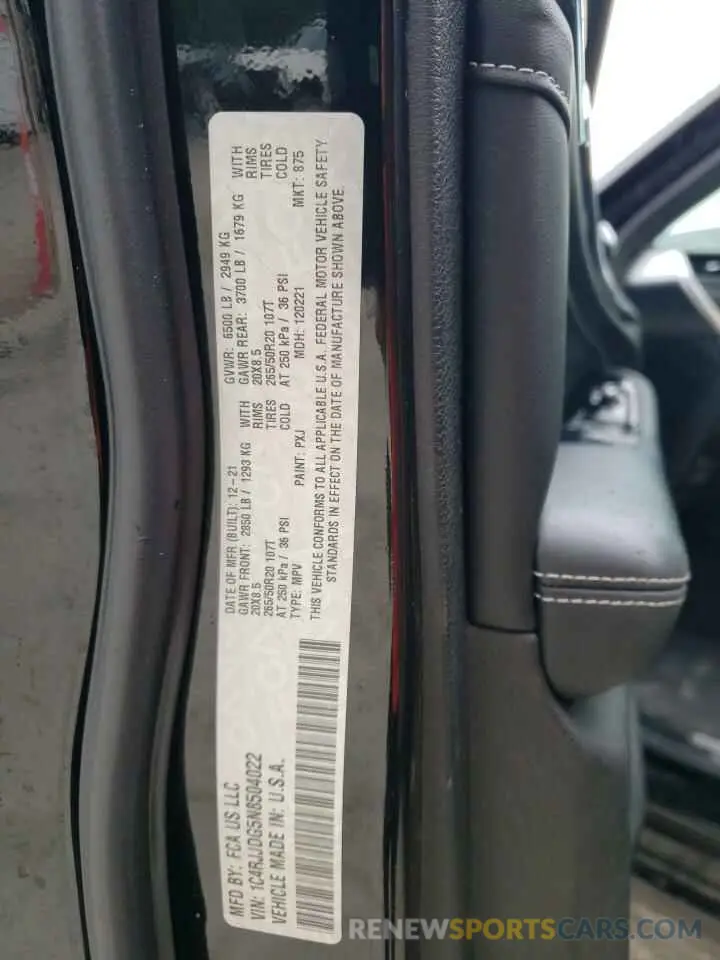 MFD BY: FCA US LLC
VIN: 1C4RJJDG5N8504022
VEHICLE MADE IN: U.S.A.
DATE OF MFR (BUILT): 12-21 GVWR: 6500 LB / 2949 KG
GAWR FRONT: 2850 LB / 1293 KG WITH GAWR REAR: 3700 LB / 1679 KG WITH
20X8.5 RIMS 20X8.5 RIMS
265/50R20 107T TIRES 265/50R20 107T TIRES
AT 250 kPa / 36 PSI COLD AT 250 kPa / 36 PSI COLD
TYPE: MPV PAINT: PXJ MDH: 120221 MKT: 875
THIS VEHICLE CONFORMS TO ALL APPLICABLE U.S.A. FEDERAL MOTOR VEHICLE SAFETY
STANDARDS IN EFFECT ON THE DATE OF MANUFACTURE SHOWN ABOVE.
RENEWSPORTSCARS.COM